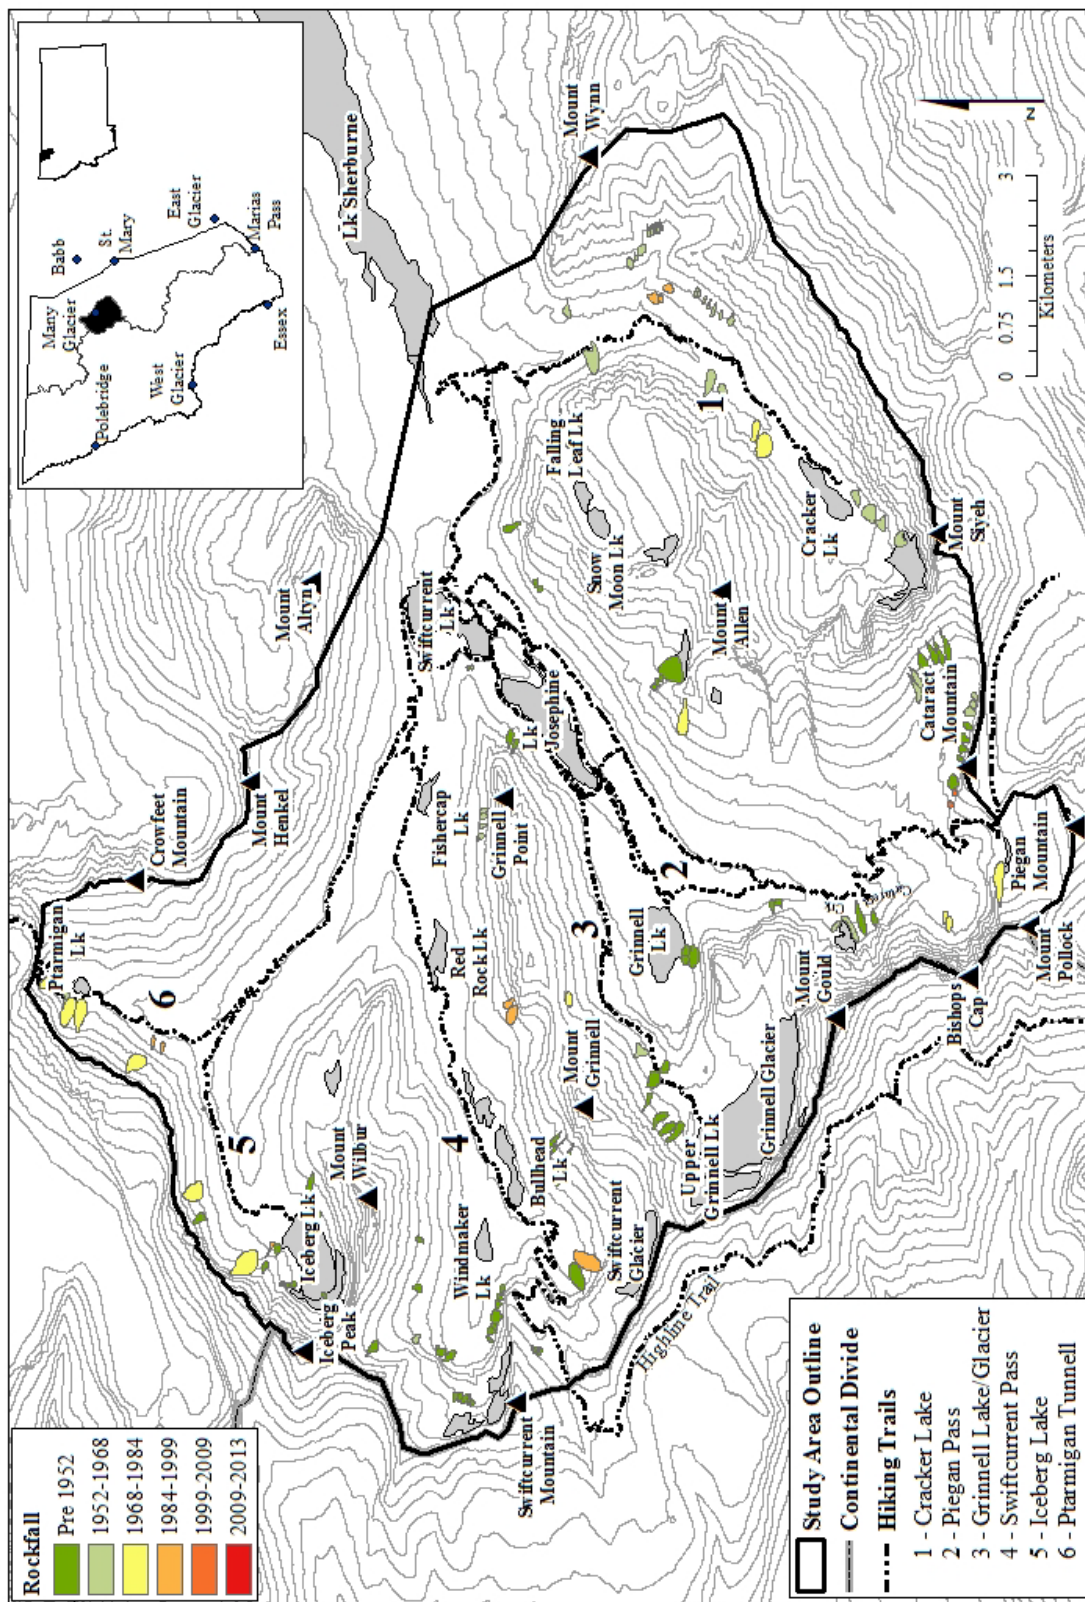 Rockfall
Pre 1952
1952-1968
1968-1984
1984-1999
1999-2009
2009-2013
Polebridge
Many
Glacier
Babb
St.
Mary
West
Glacier
East
Glacier
Marias
Pass
Essex
Ptarmigan
Lk
Crowfeet
Mountain
Mount
Henkel
Mount
Altyn
Lk Sherburne
6
5
Iceberg Lk
Iceberg
Peak
Mount
Wilbur
4
Red
Rock Lk
Fishercap
Lk
Swiftcurrent
Lk
Windmaker
Lk
Bullhead
Lk
Grinnell
Point
Lk
Josephine
Falling
Leaf Lk
Snow
Moon Lk
Mount
Wynn
Swiftcurrent
Mountain
Swiftcurrent
Glacier
Mount
Grinnell
3
Grinnell
Lk
2
Mount
Allen
1
Highline Trail
Upper
Grinnell Lk
Grinnell Glacier
Mount
Gould
Cracker
Lk
Cataract
Mountain
Mount
Siyeh
Bishops
Cap
Mount
Pollock
Piegan
Mountain
Study Area Outline
Continental Divide
Hiking Trails
1 - Cracker Lake
2 - Piegan Pass
3 - Grinnell Lake/Glacier
4 - Swiftcurrent Pass
5 - Iceberg Lake
6 - Ptarmigan Tunnell
0 0.75 1.5 3
Kilometers
N